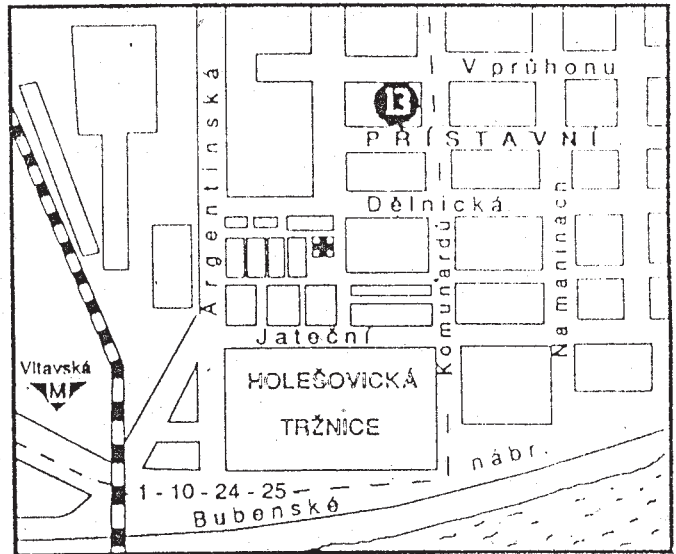 V průhonu
E
PŘÍSTAVNÍ
Argentinská
Dělnická
Komunardů
Na maninách
Jateční
Vltavská
M
HOLEŠOVICKÁ
TRŽNICE
nábr.
1 - 10 - 24 - 25
Bubenské